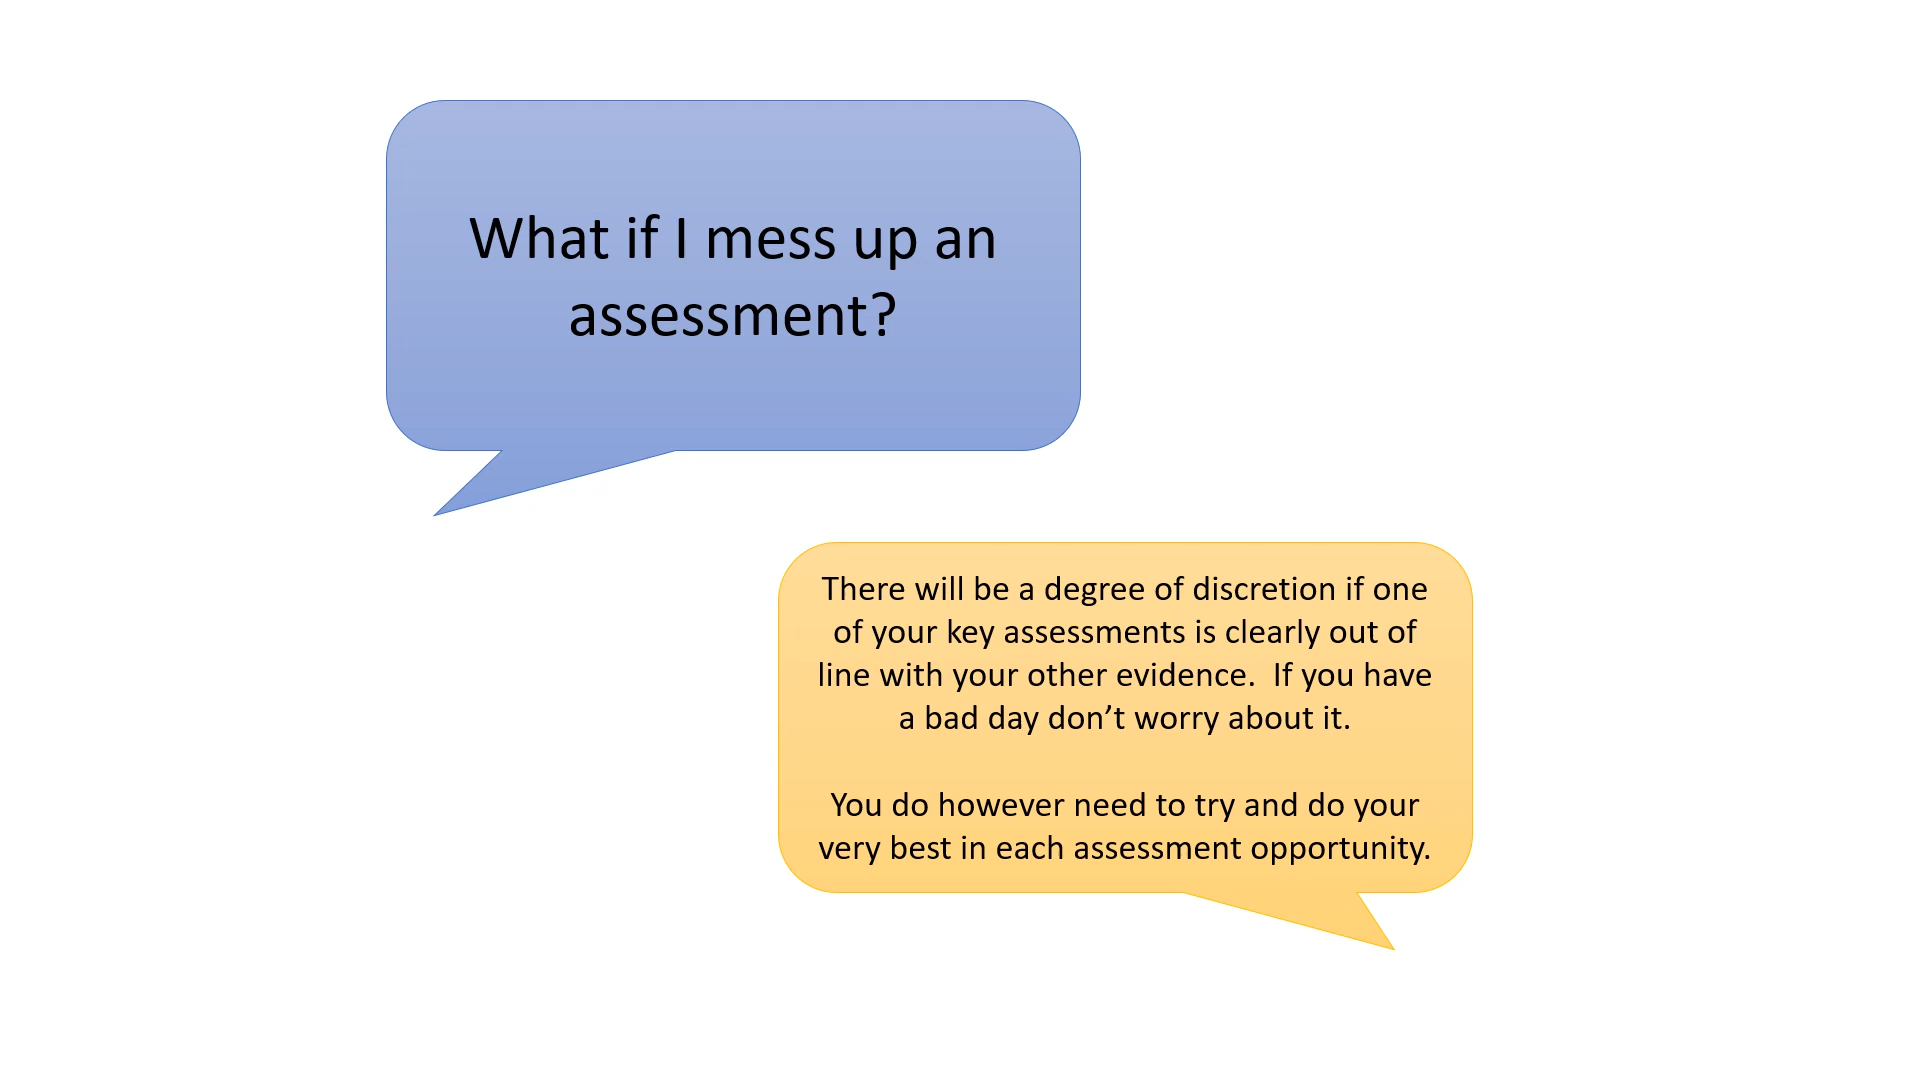 What if I mess up an
assessment?
There will be a degree of discretion if one
of your key assessments is clearly out of
line with your other evidence.  If you have
a bad day don’t worry about it.
You do however need to try and do your
very best in each assessment opportunity.